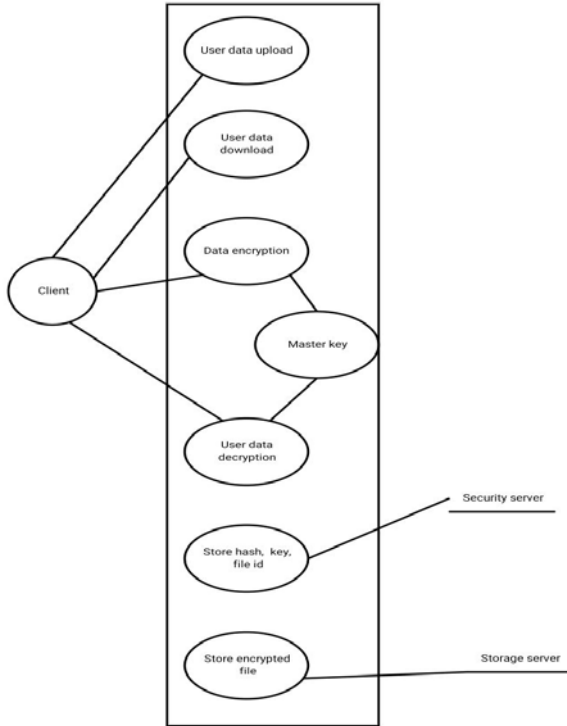 User data upload
User data
download
Data encryption
Client
Master key
User data
decryption
Security server
Store hash, key,
file id
Storage server
Store encrypted
file